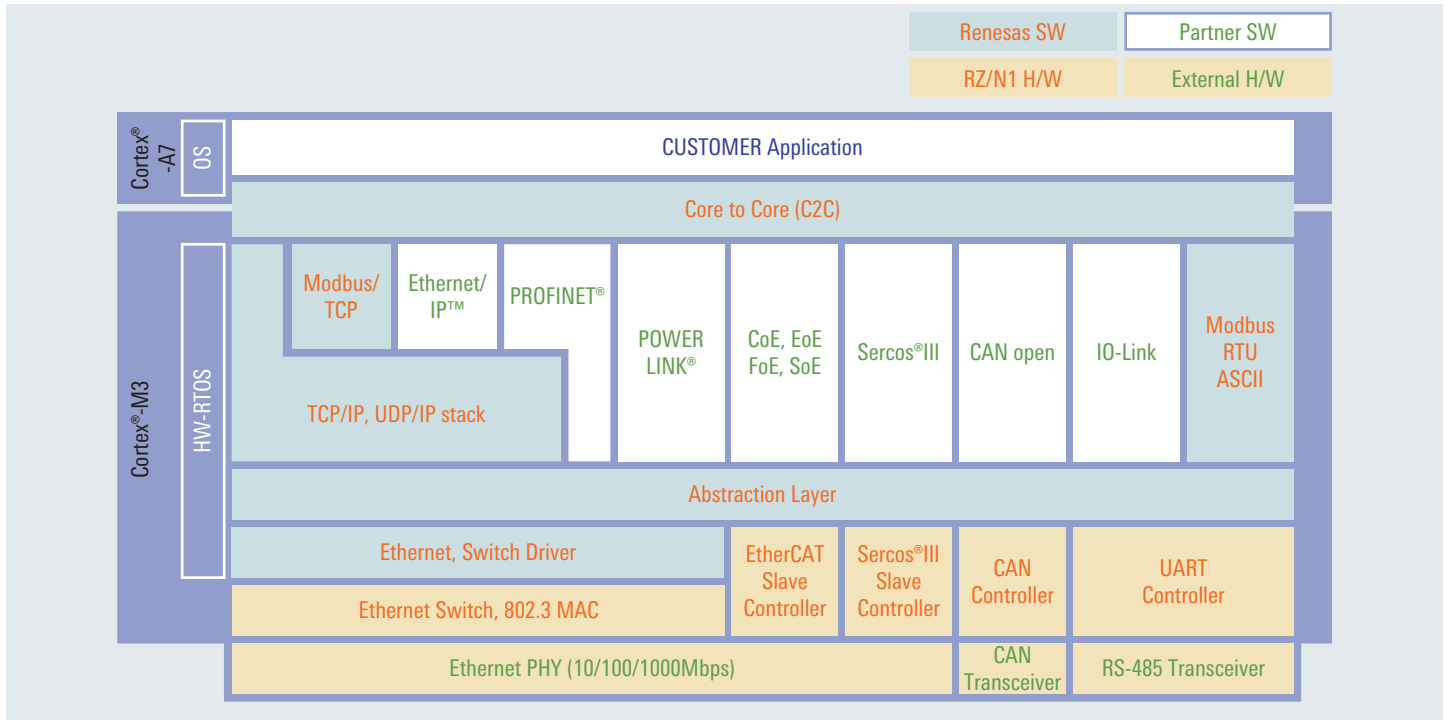 Renesas SW
Partner SW
RZ/N1 H/W
External H/W
Cortex®
-A7
OS
CUSTOMER Application
Core to Core (C2C)
Cortex®-M3
HW-RTOS
Modbus/
TCP
Ethernet/
IP™
PROFINET®
TCP/IP, UDP/IP stack
POWER
LINK®
CoE, EoE
FoE, SoE
Sercos®III
CAN open
IO-Link
Modbus
RTU
ASCII
Abstraction Layer
Ethernet, Switch Driver
Ethernet Switch, 802.3 MAC
EtherCAT
Slave
Controller
Sercos®III
Slave
Controller
CAN
Controller
UART
Controller
Ethernet PHY (10/100/1000Mbps)
CAN
Transceiver
RS-485 Transceiver